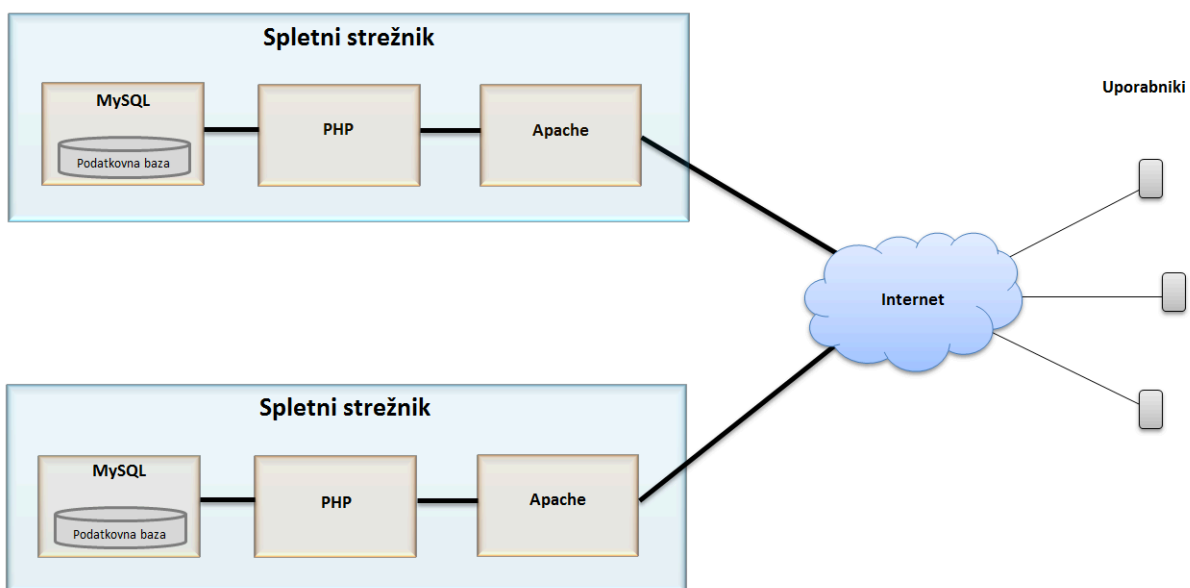 Spletni strežnik
MySQL
Podatkovna baza
PHP
Apache
Uporabniki
Internet
Spletni strežnik
MySQL
Podatkovna baza
PHP
Apache